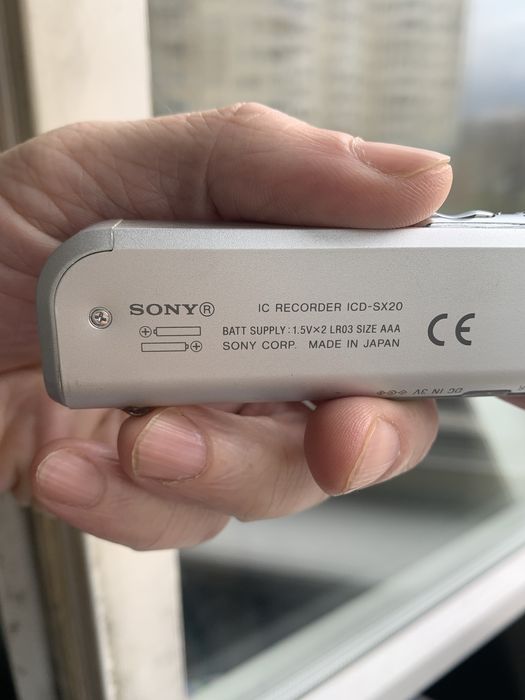 SONY®
IC RECORDER ICD-SX20
BATT SUPPLY : 1.5V×2 LR03 SIZE AAA
SONY CORP. MADE IN JAPAN
CE
DC IN 3V